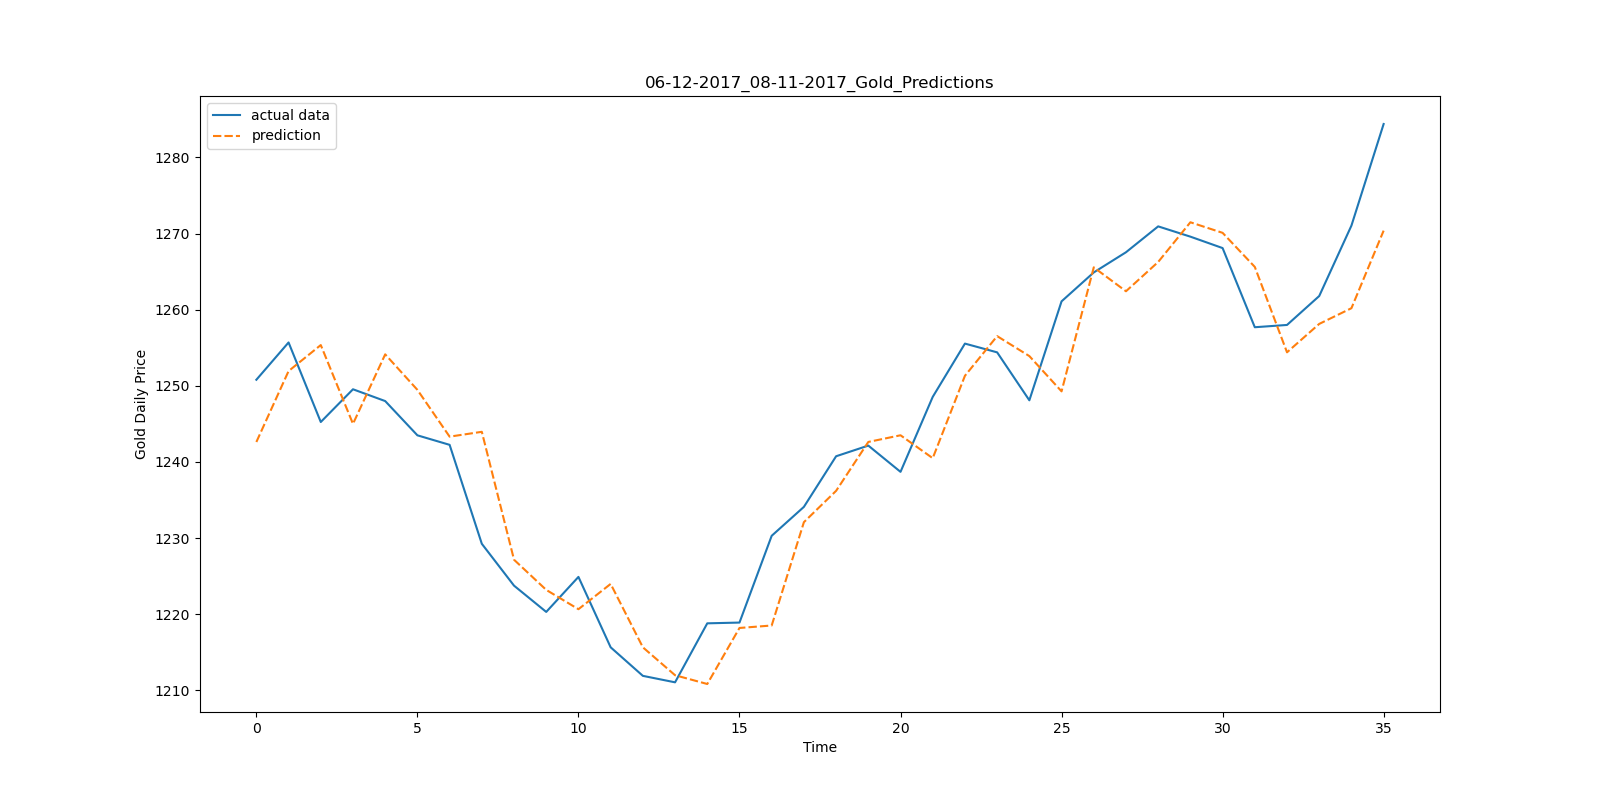 06-12-2017_08-11-2017_Gold_Predictions
actual data
prediction
1280
1270
1260
1250
1240
1230
1220
1210
Gold Daily Price
0 5 10 15 20 25 30 35
Time